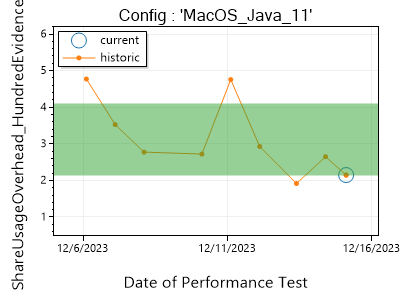 Config : 'MacOS_Java_11'
current
historic
6
5
4
3
2
1
ShareUsageOverhead_HundredEvidence
12/6/2023
12/11/2023
12/16/2023
Date of Performance Test